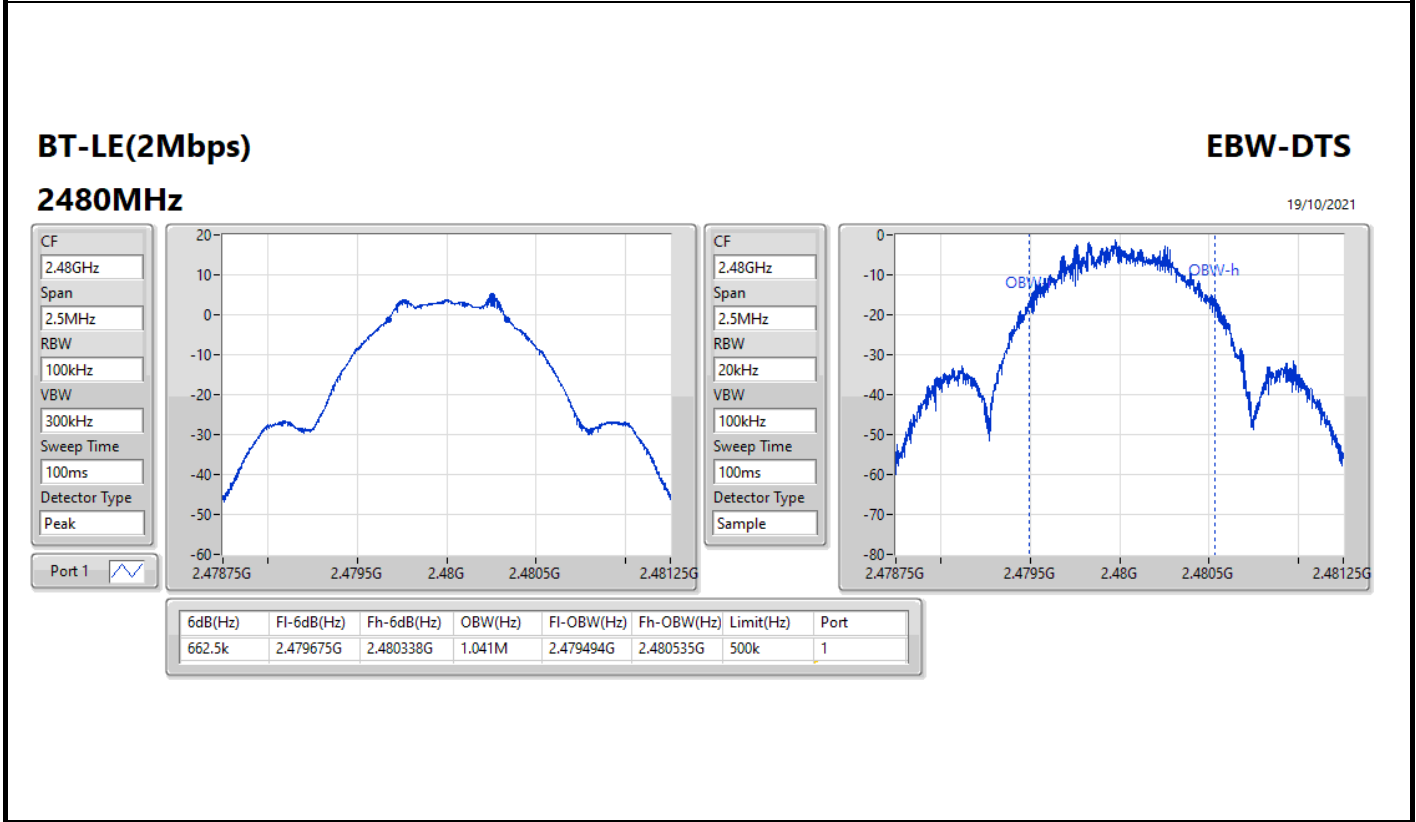 BT-LE(2Mbps)
EBW-DTS
2480MHz
19/10/2021
CF
2.48GHz
Span
2.5MHz
RBW
100kHz
VBW
300kHz
Sweep Time
100ms
Detector Type
Peak
Port 1
20
10
0
-10
-20
-30
-40
-50
-60
2.47875G 2.4795G 2.48G 2.4805G 2.48125G
CF
2.48GHz
Span
2.5MHz
RBW
20kHz
VBW
100kHz
Sweep Time
100ms
Detector Type
Sample
0
-10
-20
-30
-40
-50
-60
-70
-80
OBW
OBW-h
2.47875G 2.4795G 2.48G 2.4805G 2.48125G
6dB(Hz) Fl-6dB(Hz) Fh-6dB(Hz) OBW(Hz) Fl-OBW(Hz) Fh-OBW(Hz) Limit(Hz) Port
662.5k 2.479675G 2.480338G 1.041M 2.479494G 2.480535G 500k 1